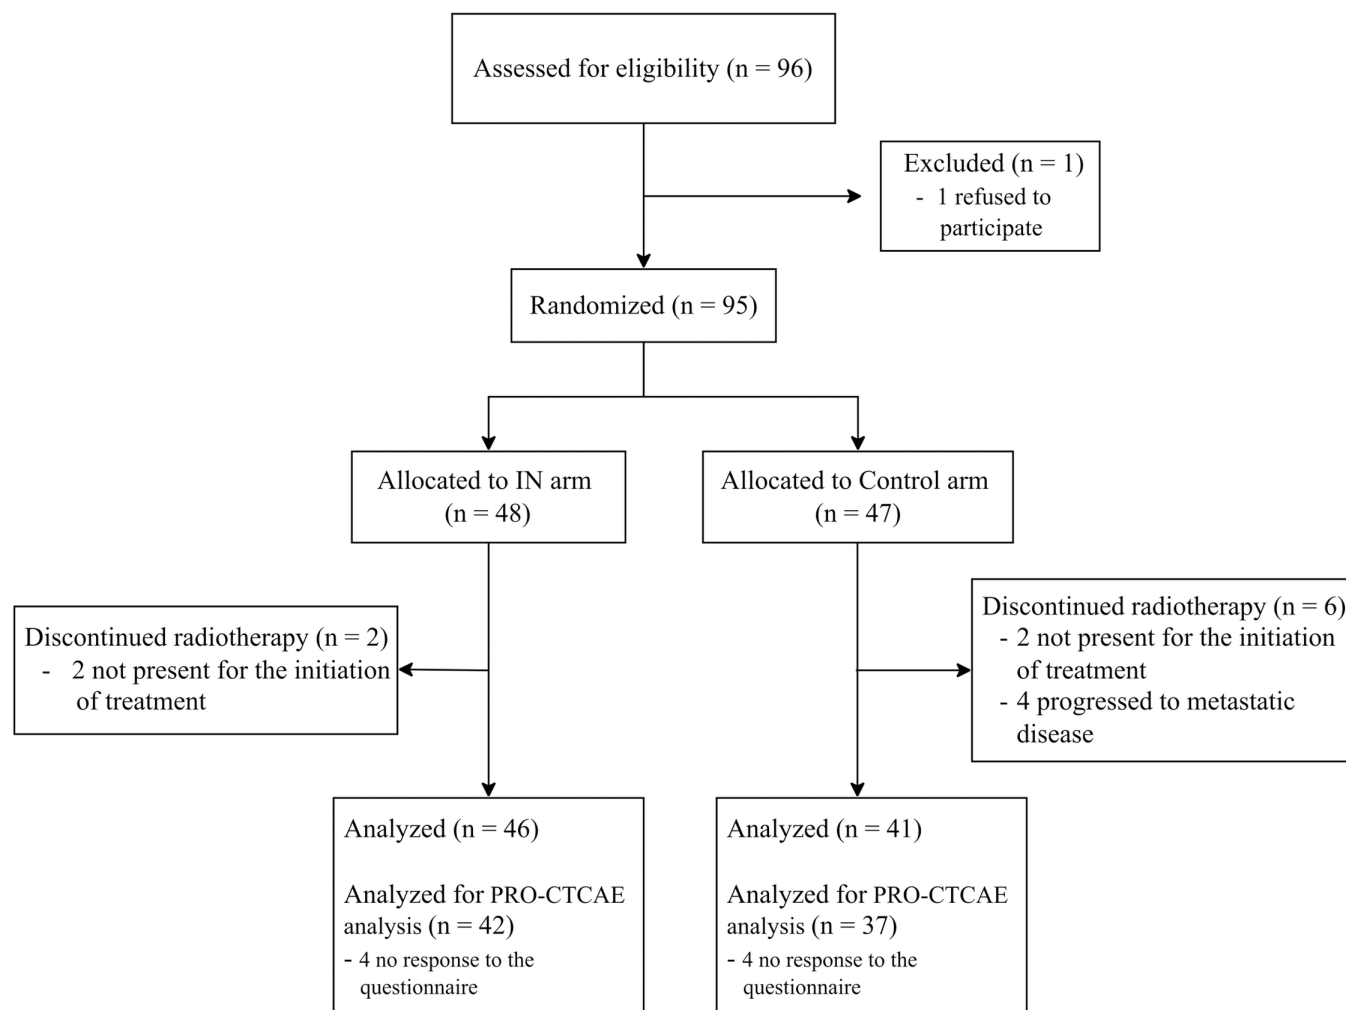 Assessed for eligibility (n = 96)
Excluded (n = 1)
- 1 refused to
participate
Randomized (n = 95)
Allocated to IN arm
(n = 48)
Allocated to Control arm
(n = 47)
Discontinued radiotherapy (n = 2)
- 2 not present for the initiation
of treatment
Discontinued radiotherapy (n = 6)
- 2 not present for the initiation
of treatment
- 4 progressed to metastatic
disease
Analyzed (n = 46)
Analyzed for PRO-CTCAE
analysis (n = 42)
- 4 no response to the
questionnaire
Analyzed (n = 41)
Analyzed for PRO-CTCAE
analysis (n = 37)
- 4 no response to the
questionnaire